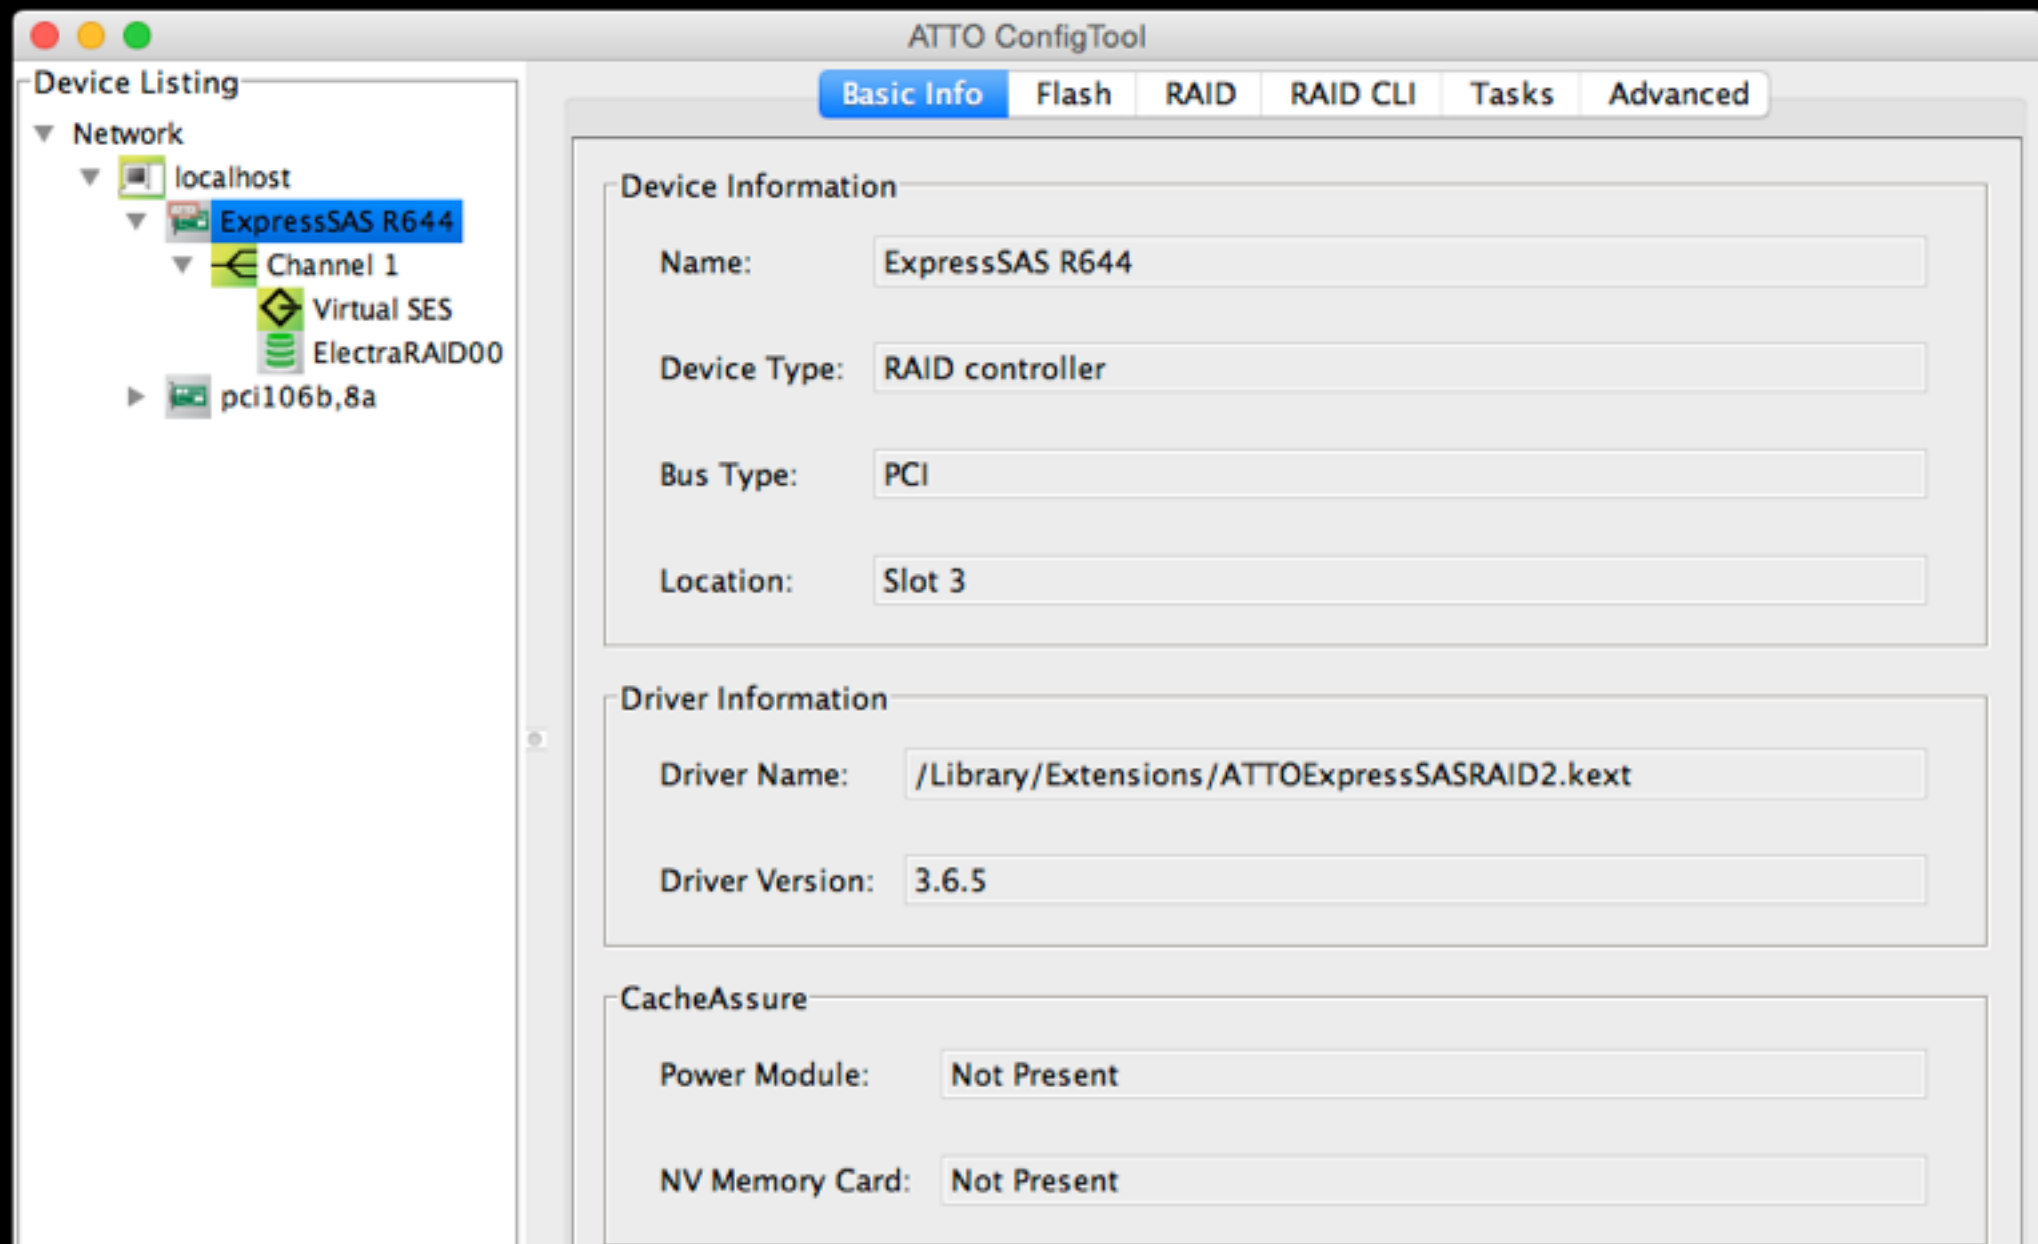 ATTO ConfigTool
Device Listing
Network
localhost
ExpressSAS R644
Channel 1
Virtual SES
ElectraRAID00
pci106b,8a
Basic Info Flash RAID RAID CLI Tasks Advanced
Device Information
Name: ExpressSAS R644
Device Type: RAID controller
Bus Type: PCI
Location: Slot 3
Driver Information
Driver Name: /Library/Extensions/ATTOExpressSASRAID2.kext
Driver Version: 3.6.5
CacheAssure
Power Module: Not Present
NV Memory Card: Not Present